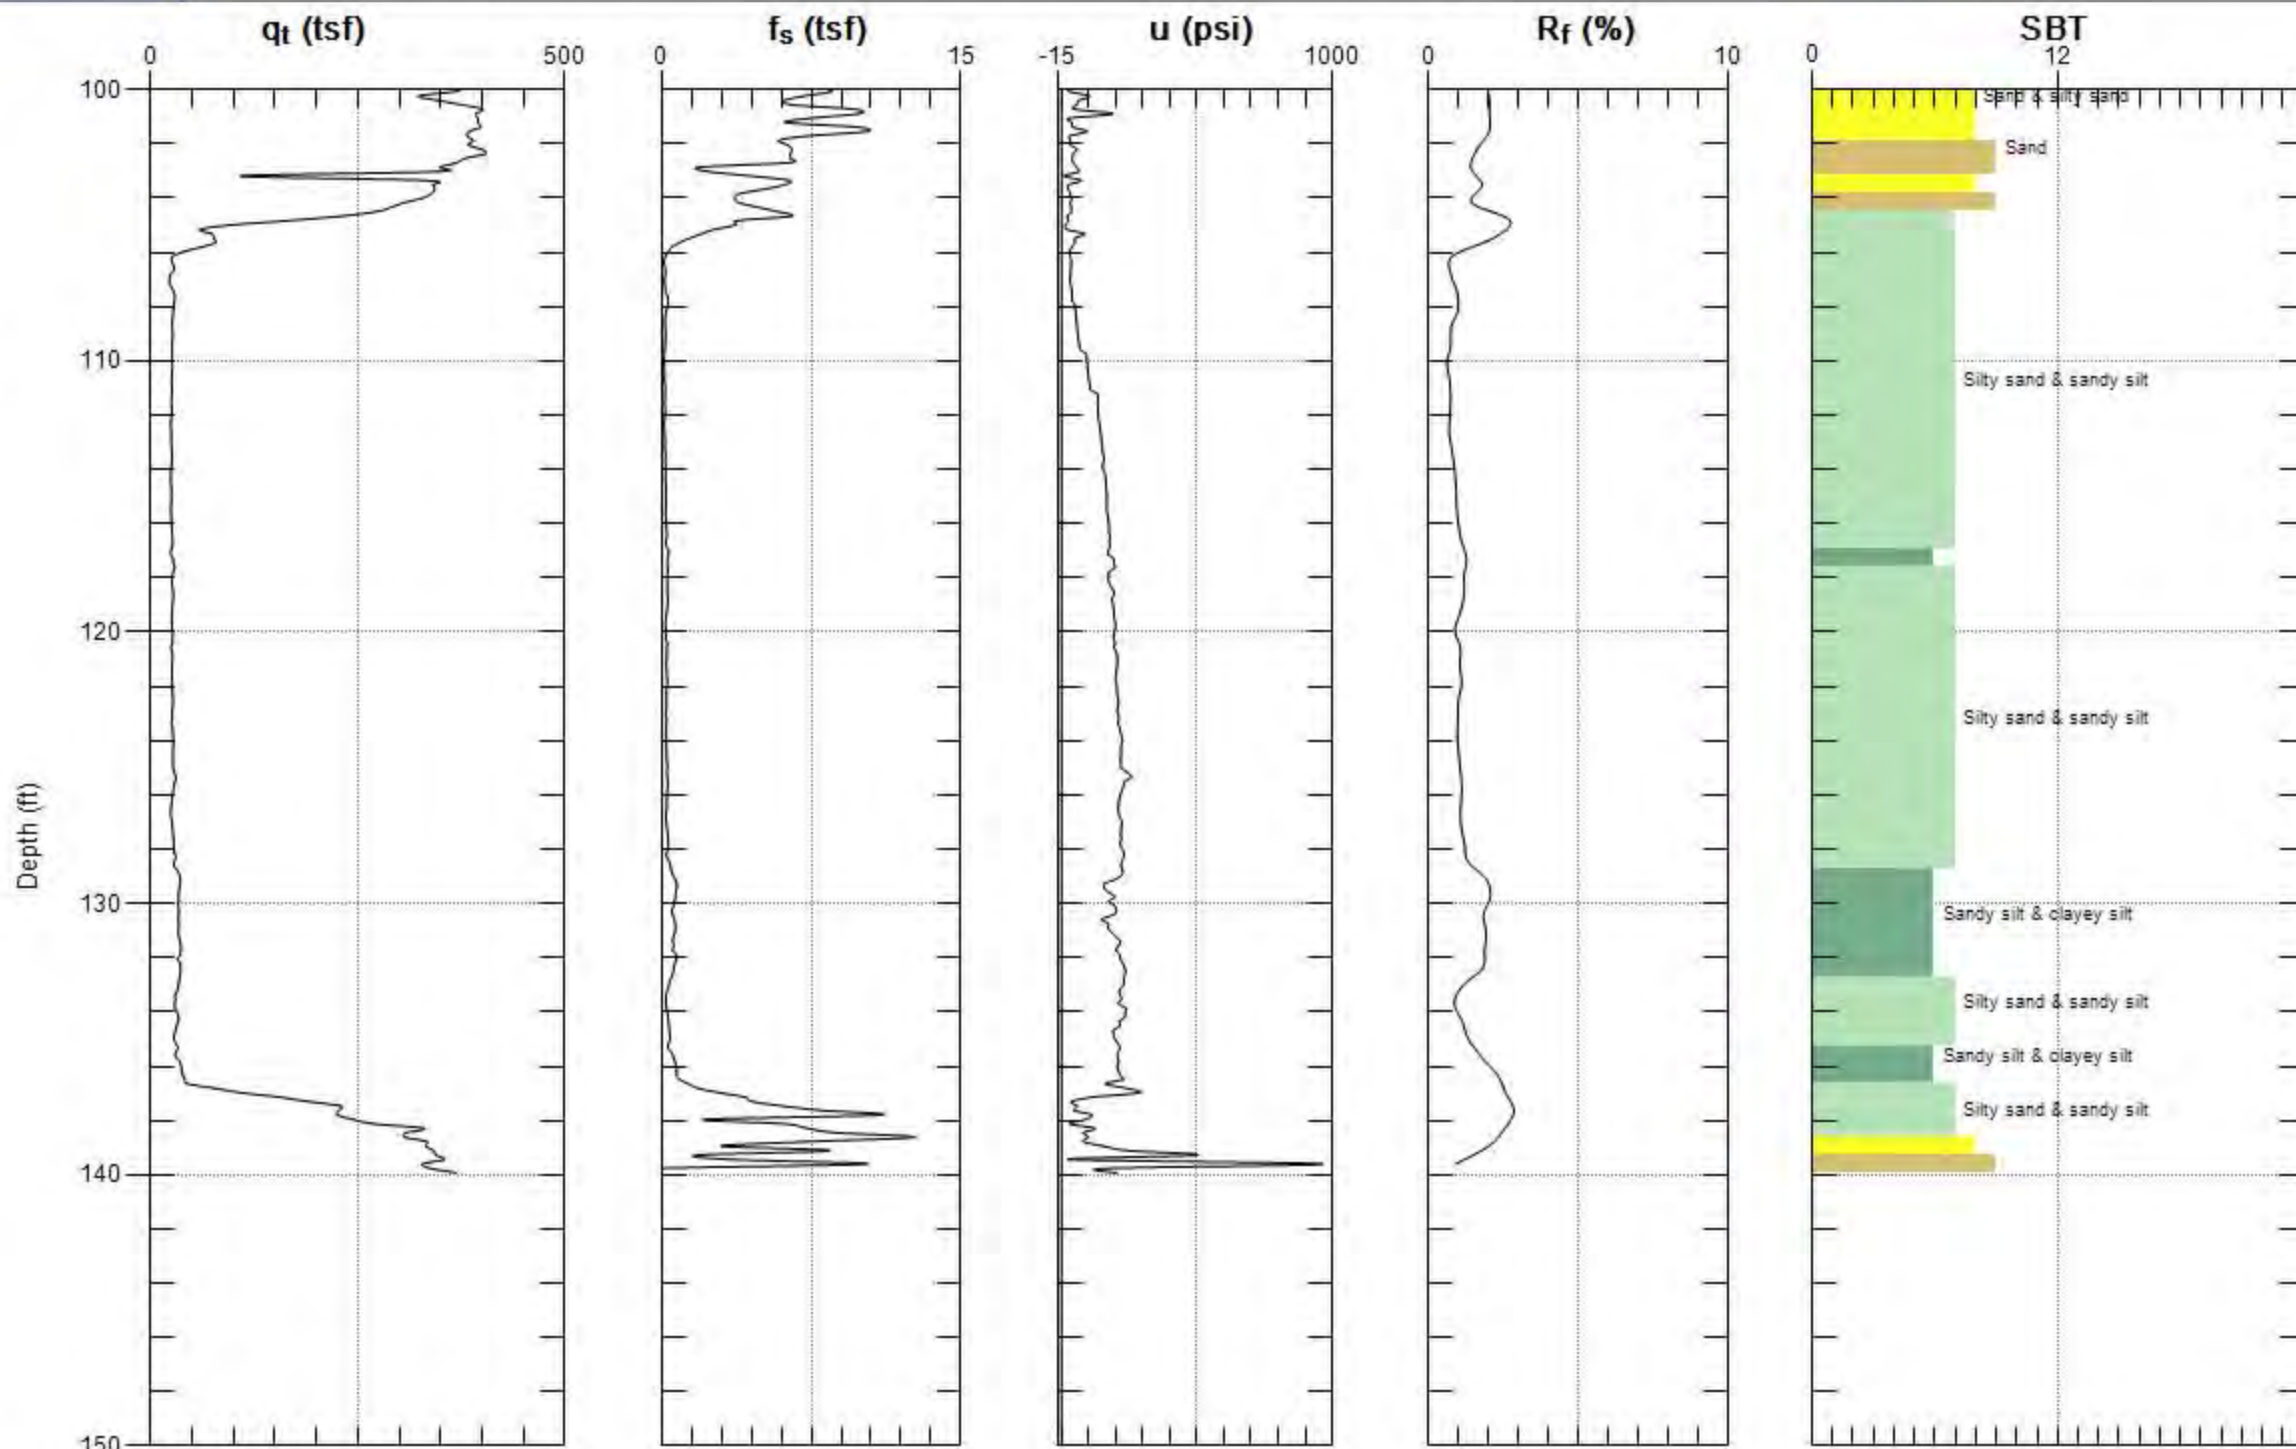 qt (tsf) fs (tsf) u (psi) Rf (%) SBT
0 500 0 15 -15 1000 0 10 0 12
100
Sand & silty sand
Sand
110
Silty sand & sandy silt
120
Silty sand & sandy silt
Depth (ft)
130
Sandy silt & clayey silt
Silty sand & sandy silt
Sandy silt & clayey silt
Silty sand & sandy silt
140
150